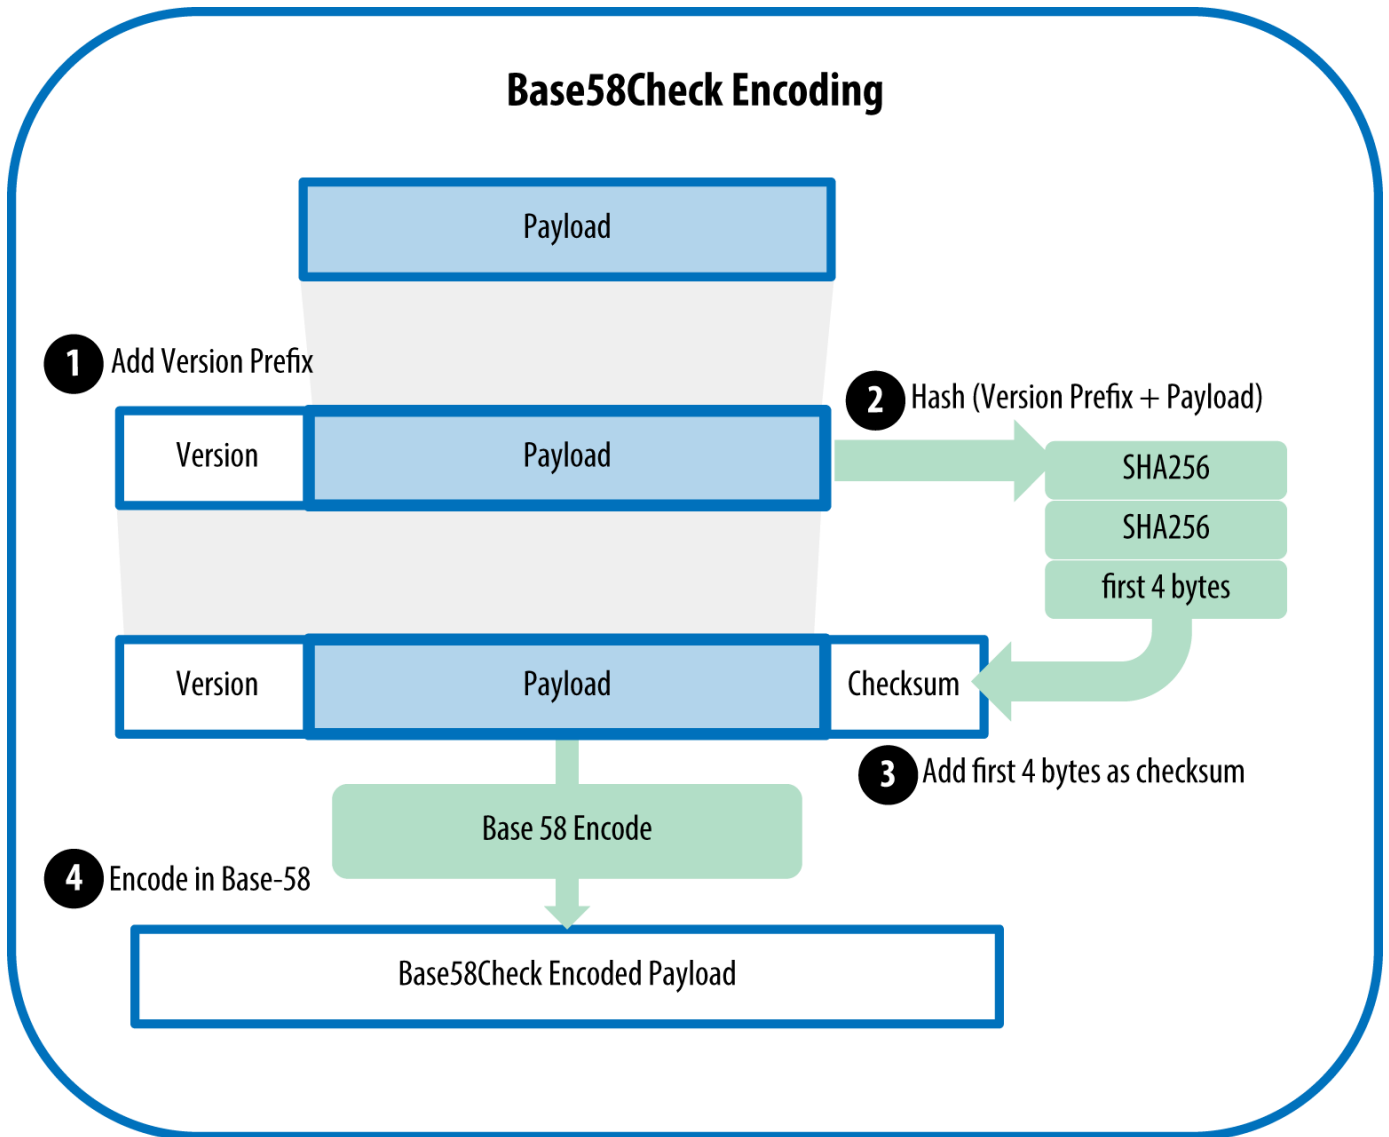 Base58Check Encoding
Payload
1 Add Version Prefix
2 Hash (Version Prefix + Payload)
Version Payload
SHA256
SHA256
first 4 bytes
Version Payload Checksum
3 Add first 4 bytes as checksum
Base 58 Encode
4 Encode in Base-58
Base58Check Encoded Payload